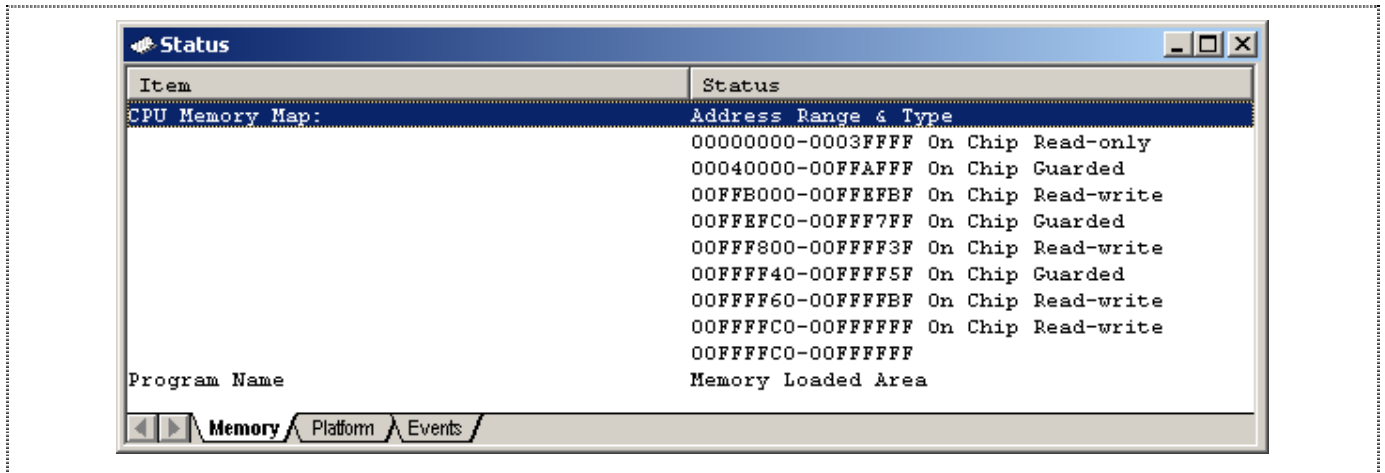 Status
Item Status
CPU Memory Map: Address Range & Type
00000000-0003FFFF On Chip Read-only
00040000-00FFAFFF On Chip Guarded
00FFB000-00FFEFBF On Chip Read-write
00FFEFC0-00FFF7FF On Chip Guarded
00FFF800-00FFFF3F On Chip Read-write
00FFFF40-00FFFF5F On Chip Guarded
00FFFF60-00FFFFBF On Chip Read-write
00FFFFC0-00FFFFFF On Chip Read-write
00FFFFC0-00FFFFFF
Program Name Memory Loaded Area
Memory Platform Events